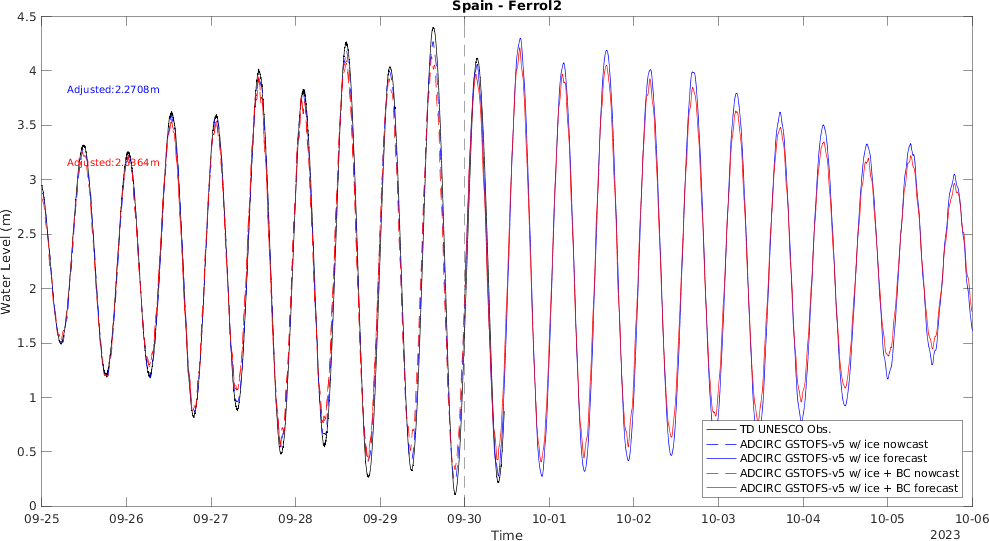 Spain - Ferrol2
4.5
4
3.5
3
2.5
2
1.5
1
0.5
0
Water Level (m)
Adjusted:2.2708m
TD UNESCO Obs.
ADCIRC GSTOFS-v5 w/ ice nowcast
ADCIRC GSTOFS-v5 w/ ice forecast
ADCIRC GSTOFS-v5 w/ ice + BC nowcast
ADCIRC GSTOFS-v5 w/ ice + BC forecast
09-25 09-26 09-27 09-28 09-29 09-30 10-01 10-02 10-03 10-04 10-05 10-06
Time
2023